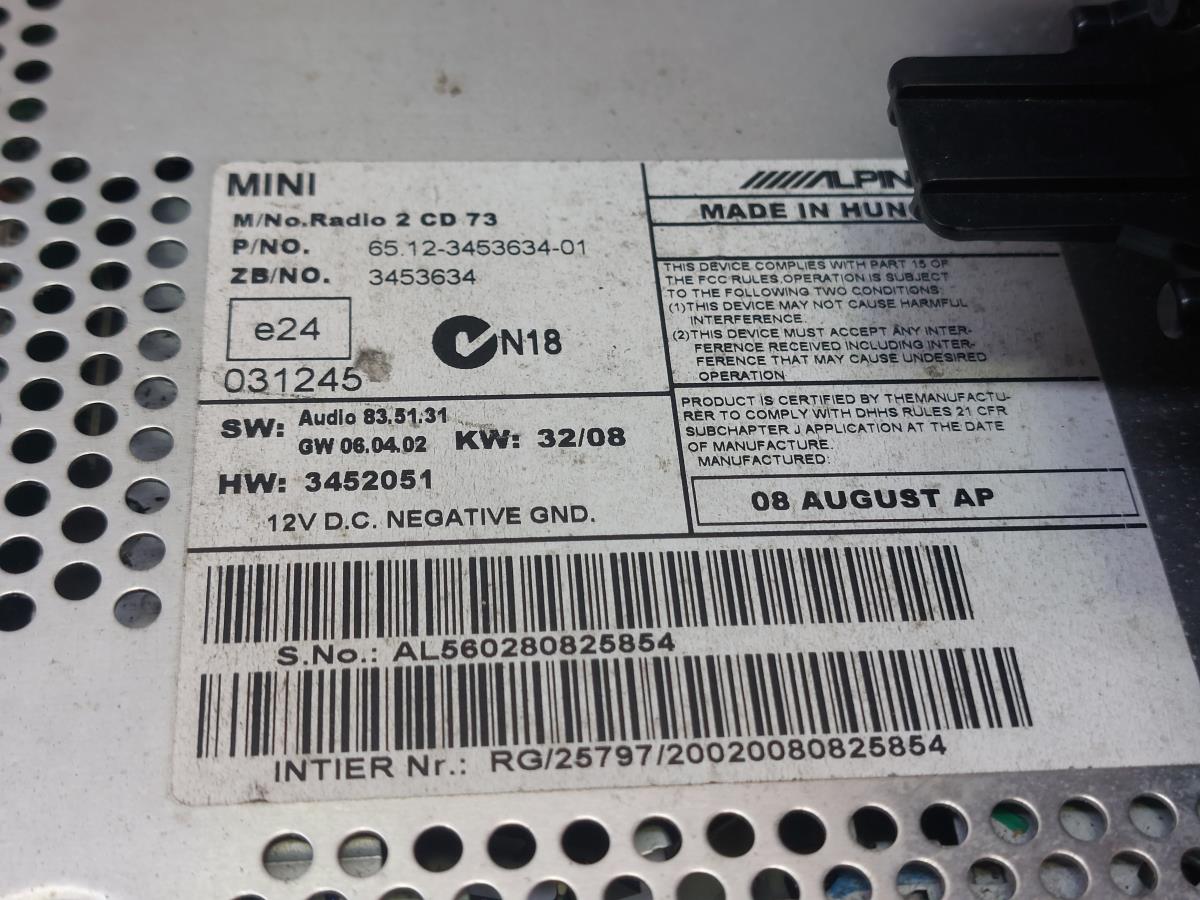 MINI
M/No.Radio 2 CD 73
P/NO. 65.12-3453634-01
ZB/NO. 3453634
e24
031245
N18
SW: Audio 83.51.31
GW 06.04.02
KW: 32/08
HW: 3452051
12V D.C. NEGATIVE GND.
ALPIN
MADE IN HUN
THIS DEVICE COMPLIES WITH PART 15 OF
THE FCC RULES,OPERATION IS SUBJECT
TO THE FOLLOWING TWO CONDITIONS:
(1)THIS DEVICE MAY NOT CAUSE HARMFUL
INTERFERENCE.
(2)THIS DEVICE MUST ACCEPT ANY INTER-
FERENCE RECEIVED INCLUDING INTER-
FERENCE THAT MAY CAUSE UNDESIRED
OPERATION
PRODUCT IS CERTIFIED BY THEMANUFACTU-
RER TO COMPLY WITH DHHS RULES 21 CFR
SUBCHAPTER J APPLICATION AT THE DATE
OF MANUFACTURE.
MANUFACTURED:
08 AUGUST AP
S.No.: AL560280825854
INTIER Nr.: RG/25797/20020080825854